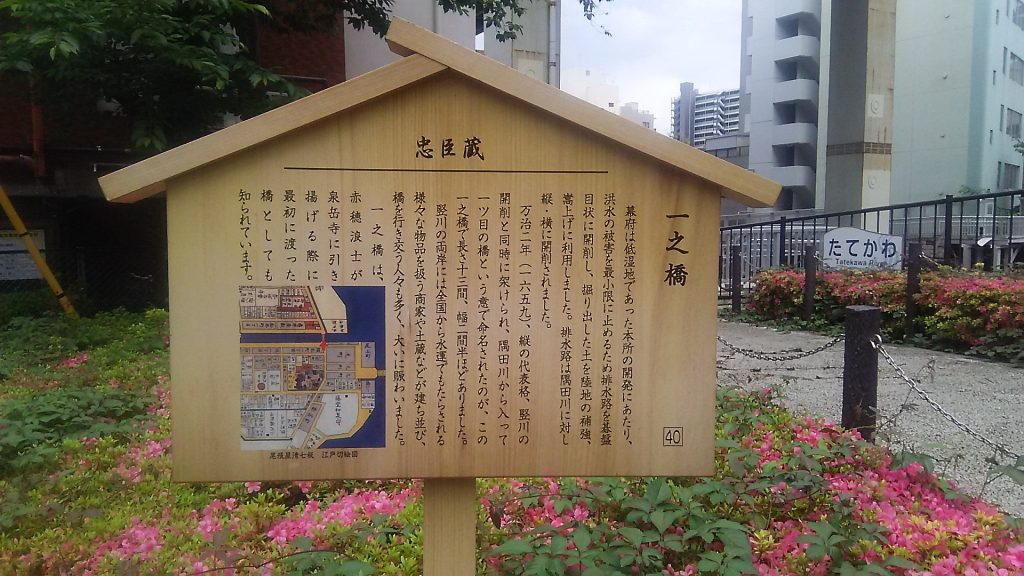 忠臣蔵
一之橋
幕府は低湿地であった本所の開発にあたり、
洪水の被害を最小限に止めるため排水路を碁盤
目状に開削し、掘り出した土を陸地の補強、
嵩上げに利用しました。排水路は隅田川に対し
縦、横に開削されました。
万治二年(一六五九)、縦の代表格、竪川の
開削と同時に架けられ、隅田川から入って
一ツ目の橋という意で命名されたのが、この
一之橋で長さ十三間、幅二間半ほどありました。
竪川の両岸には全国から水運でもたらされる
様々な物品を扱う商家や土蔵などが建ち並び、
橋を行き交う人々も多く、大いに賑わいました。
一之橋は、
赤穂浪士が
泉岳寺に引き
揚げる際に
最初に渡った
橋としても
知られています。
尾張屋清七板 江戸切絵図
40
たてかわ
Tatekawa River